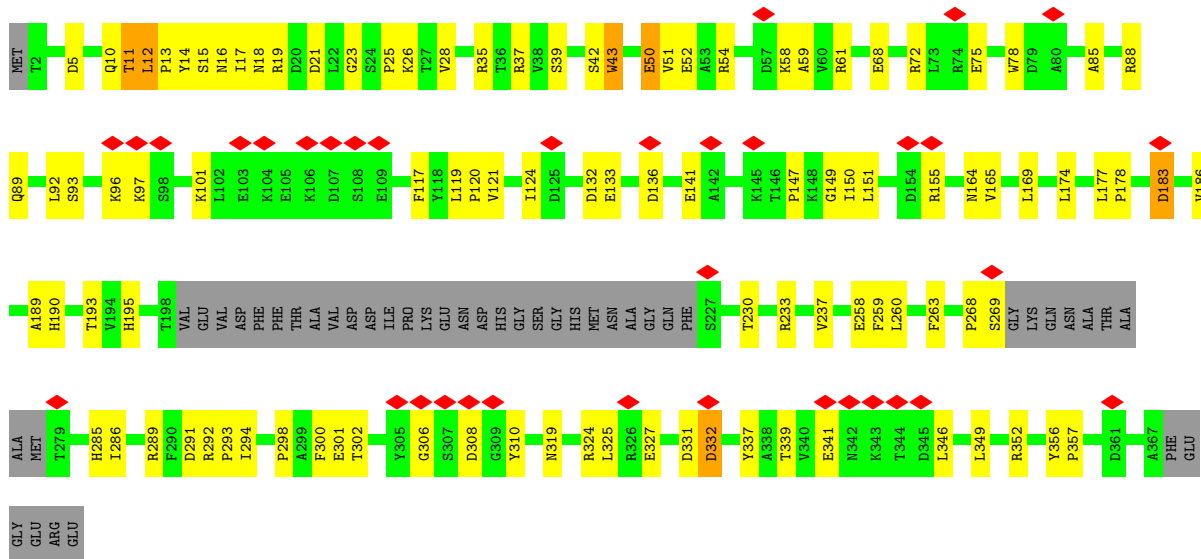 MET T2 D5 Q10 T11 L12 P13 Y14 S15 N16 I17 N18 R19 D20 D21 L22 G23 S24 P25 K26 T27 V28 R35 T36 R37 V38 S39 S42 W43 E50 V51 E52 A53 R54 D57 K58 A59 V60 R61 E68 R72 L73 R74 E75 W78 D79 A80 A85 R88
Q89 L92 S93 K96 K97 S98 K101 L102 E103 K104 E105 K106 D107 S108 E109 F117 Y118 L119 P120 V121 I124 D125 D132 E133 D136 E141 A142 K145 T146 P147 K148 G149 I150 L151 D154 R155 N164 V165 L169 L174 L177 P178 D183 V186
A189 H190 T193 V194 H195 T198 VAL GLU VAL ASP PHE PHE THR ALA VAL ASP ASP ILE PRO LYS GLU ASN ASP HIS GLY SER GLY HIS MET ASN ALA GLY GLN PHE S227 T230 R233 V237 E258 F259 L260 F263 P268 S269 GLY LYS GLN ASN ALA THR ALA
ALA MET T279 H285 I286 R289 F290 D291 R292 P293 I294 P298 A299 F300 E301 T302 Y305 G306 S307 D308 G309 Y310 N319 R324 L325 R326 E327 D331 D332 Y337 A338 T339 V340 E341 N342 K343 T344 D345 L346 L349 R352 Y356 P357 D361 A367 PHE GLU
GLY GLU ARG GLU